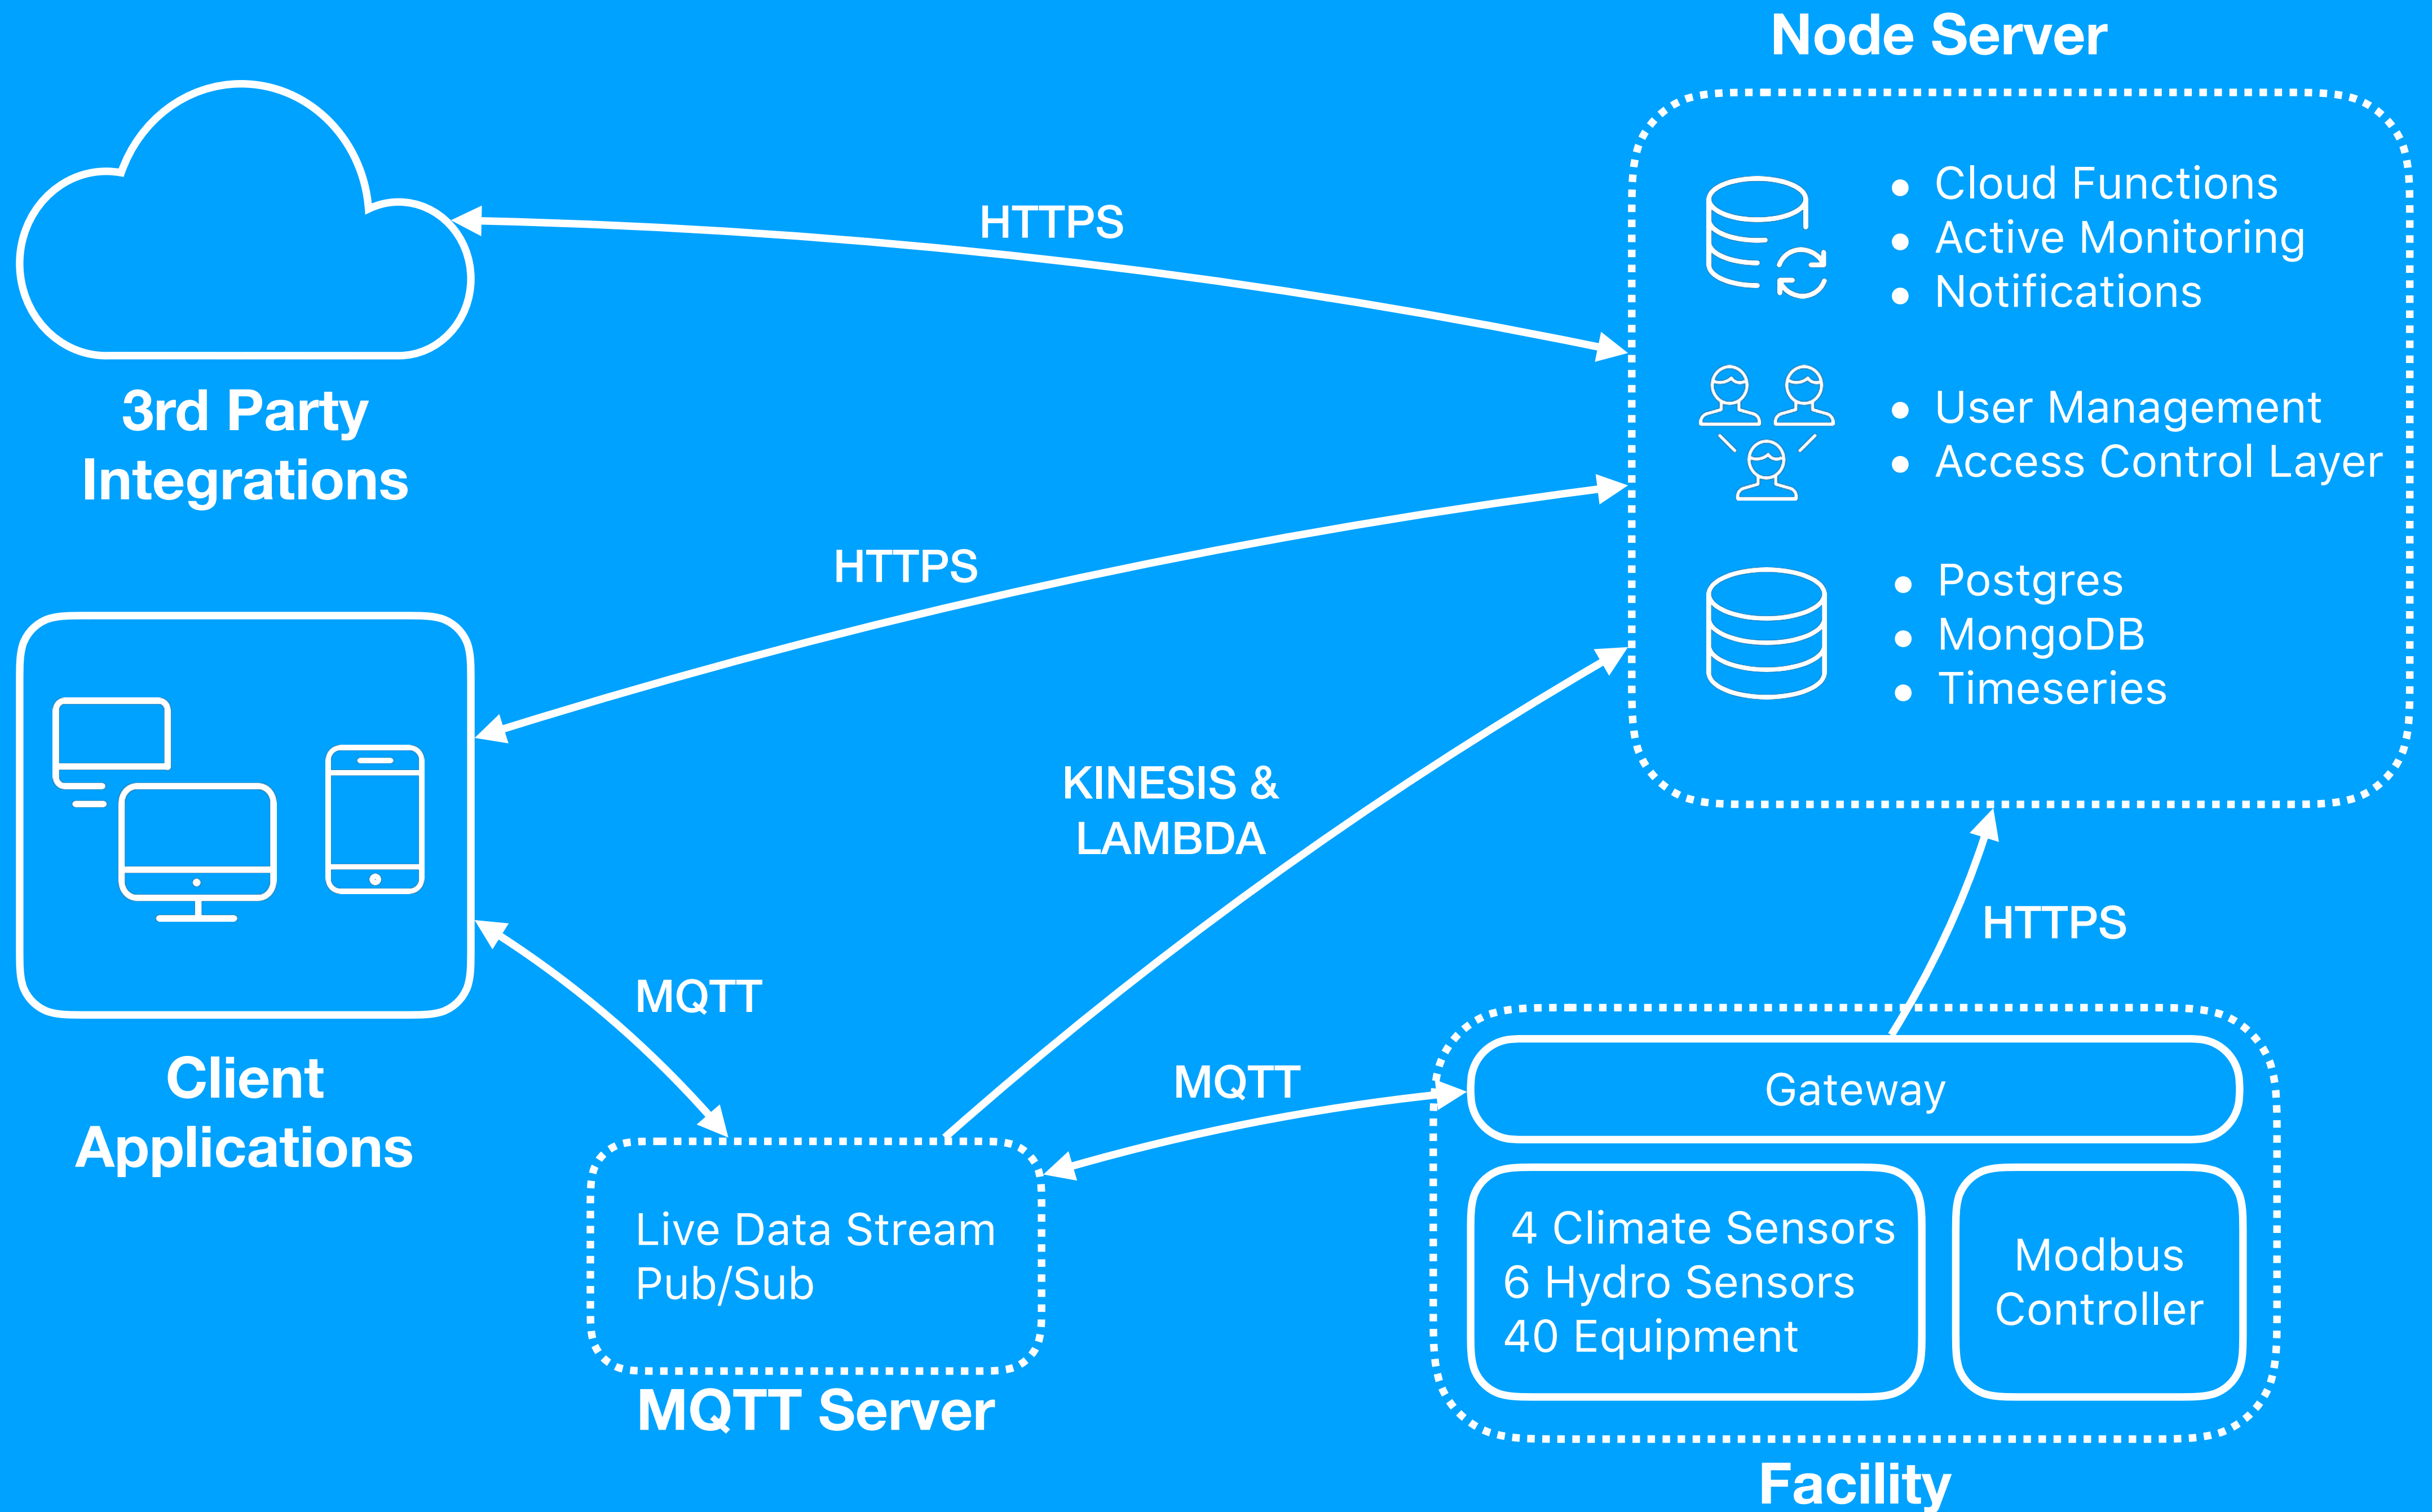 Node Server
• Cloud Functions
• Active Monitoring
• Notifications
• User Management
• Access Control Layer
• Postgres
• MongoDB
• Timeseries
HTTPS
3rd Party
Integrations
HTTPS
KINESIS &
LAMBDA
HTTPS
MQTT
Client
Applications
MQTT
Gateway
Live Data Stream
Pub/Sub
MQTT Server
4 Climate Sensors
6 Hydro Sensors
40 Equipment
Modbus
Controller
Facility